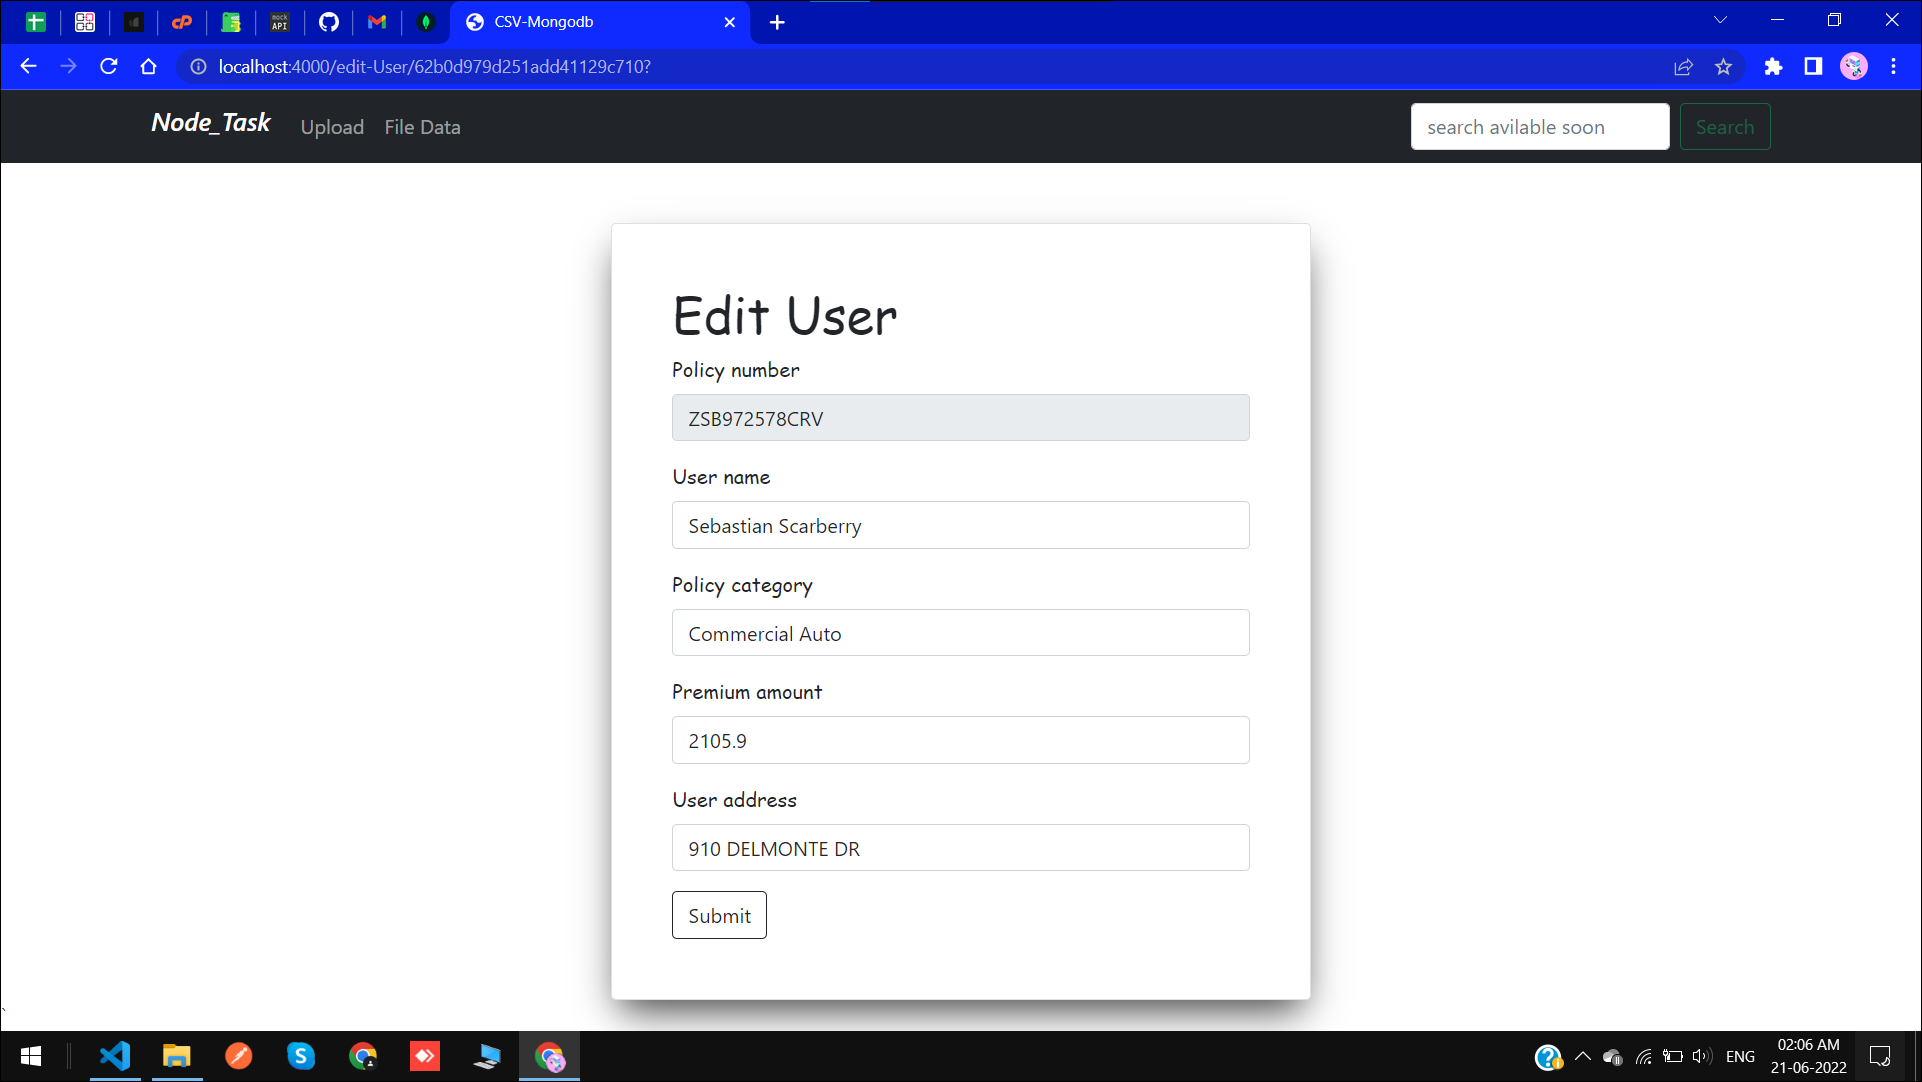 mock
API
CSV-Mongodb
localhost:4000/edit-User/62b0d979d251add41129c710?
Node_Task
Upload
File Data
search avilable soon
Search
Edit User
Policy number
ZSB972578CRV
User name
Sebastian Scarberry
Policy category
Commercial Auto
Premium amount
2105.9
User address
910 DELMONTE DR
Submit
`
ENG
02:06 AM
21-06-2022